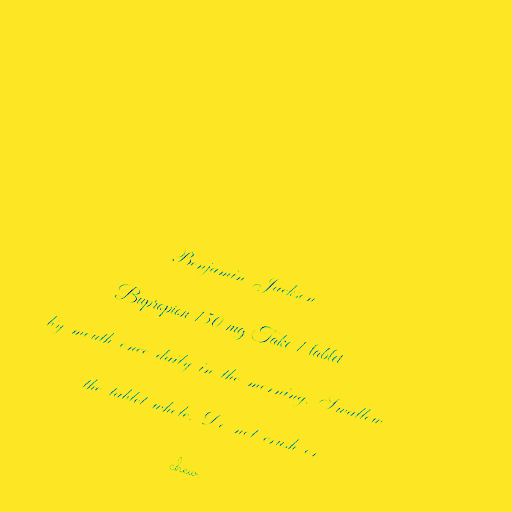 Benjamin Jackson
Bupropion 150 mg Take 1 tablet
by mouth once daily in the morning. Swallow
the tablet whole. Do not crush or
chew